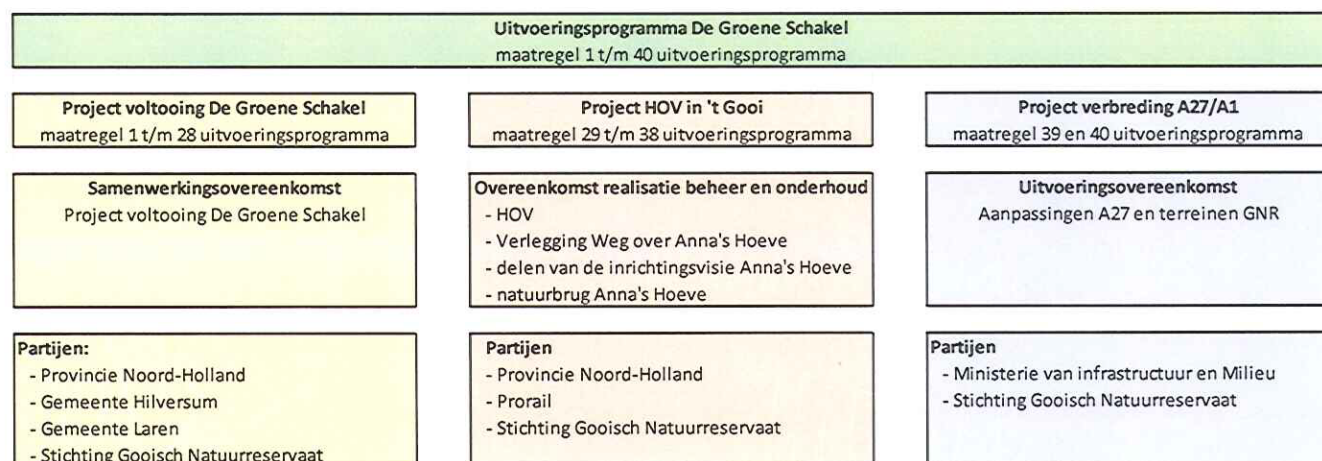 Uitvoeringsprogramma De Groene Schakel
maatregel 1 t/m 40 uitvoeringsprogramma
Project voltooing De Groene Schakel
maatregel 1 t/m 28 uitvoeringsprogramma
Project HOV in 't Gooi
maatregel 29 t/m 38 uitvoeringsprogramma
Project verbreding A27/A1
maatregel 39 en 40 uitvoeringsprogramma
Samenwerkingsovereenkomst
Project voltooing De Groene Schakel
Overeenkomst realisatie beheer en onderhoud
- HOV
- Verlegging Weg over Anna's Hoeve
- delen van de inrichtingsvisie Anna's Hoeve
- natuurbrug Anna's Hoeve
Uitvoeringsovereenkomst
Aanpassingen A27 en terreinen GNR
Partijen:
- Provincie Noord-Holland
- Gemeente Hilversum
- Gemeente Laren
- Stichting Gooisch Natuurreservaat
Partijen
- Provincie Noord-Holland
- Prorail
- Stichting Gooisch Natuurreservaat
Partijen
- Ministerie van infrastructuur en Milieu
- Stichting Gooisch Natuurreservaat